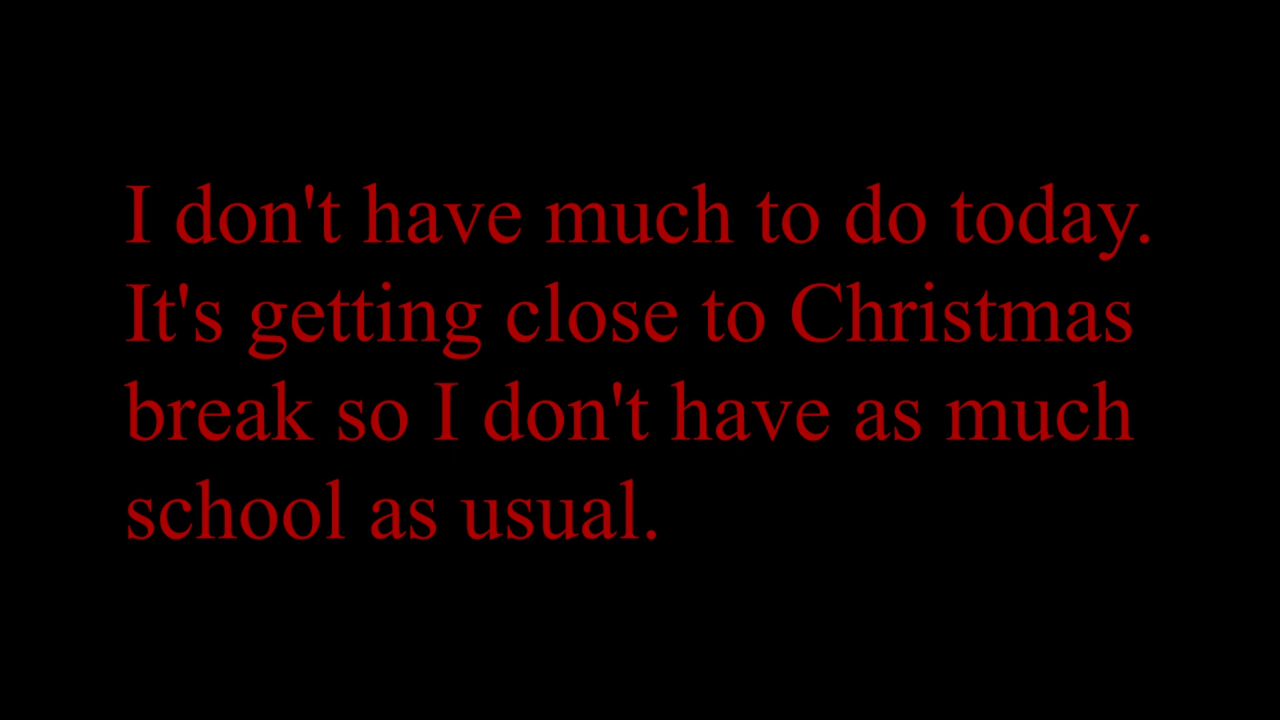 I don't have much to do today.
It's getting close to Christmas
break so I don't have as much
school as usual.